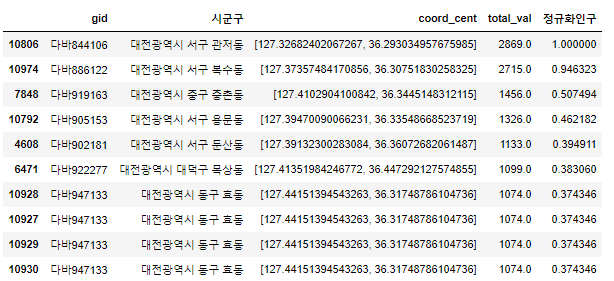 gid 시군구 coord_cent total_val 정규화인구
10806 다바844106 대전광역시 서구 관저동 [127.32682402067267, 36.293034957675985] 2869.0 1.000000
10974 다바886122 대전광역시 서구 복수동 [127.37357484170856, 36.30751830258325] 2715.0 0.946323
7848 다바919163 대전광역시 중구 중촌동 [127.4102904100842, 36.3445148312115] 1456.0 0.507494
10792 다바905153 대전광역시 서구 용문동 [127.39470090066231, 36.33548668523719] 1326.0 0.462182
4608 다바902181 대전광역시 서구 둔산동 [127.39132300283084, 36.36072682061487] 1133.0 0.394911
6471 다바922277 대전광역시 대덕구 목상동 [127.41351984246772, 36.447292127574855] 1099.0 0.383060
10928 다바947133 대전광역시 동구 효동 [127.44151394543263, 36.31748786104736] 1074.0 0.374346
10927 다바947133 대전광역시 동구 효동 [127.44151394543263, 36.31748786104736] 1074.0 0.374346
10929 다바947133 대전광역시 동구 효동 [127.44151394543263, 36.31748786104736] 1074.0 0.374346
10930 다바947133 대전광역시 동구 효동 [127.44151394543263, 36.31748786104736] 1074.0 0.374346